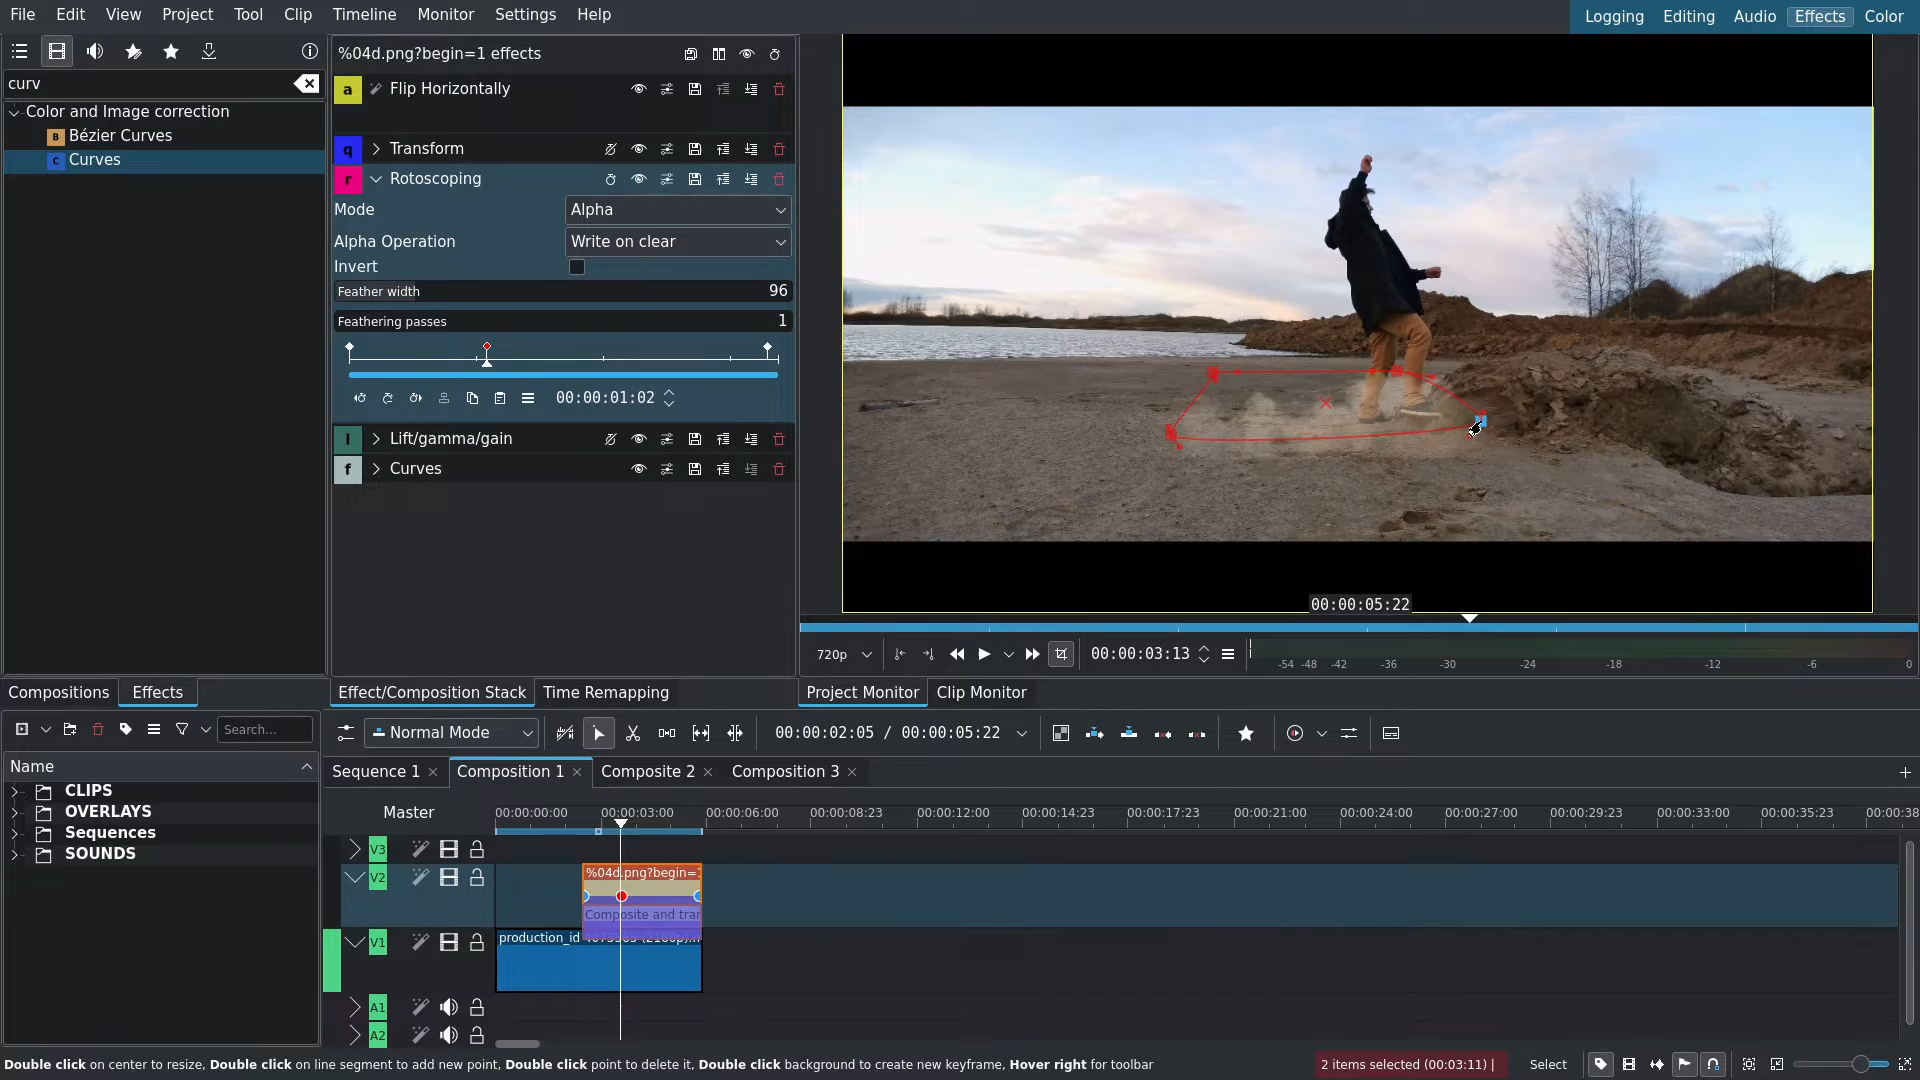 File Edit View Project Tool Clip Timeline Monitor Settings Help
Logging Editing Audio Effects Color
curv
Color and Image correction
B Bézier Curves
C Curves
%04d.png?begin=1 effects
a Flip Horizontally
q Transform
r Rotoscoping
Mode Alpha
Alpha Operation Write on clear
Invert
Feather width 96
Feathering passes 1
00:00:01:02
l Lift/gamma/gain
f Curves
00:00:05:22
720p 00:00:03:13
-54 -48 -42 -36 -30 -24 -18 -12 -6 0
Compositions Effects
Effect/Composition Stack Time Remapping
Project Monitor Clip Monitor
Search...
Normal Mode 00:00:02:05 / 00:00:05:22
Name
CLIPS
OVERLAYS
Sequences
SOUNDS
Sequence 1 Composition 1 Composite 2 Composition 3
Master
00:00:00:00 00:00:03:00 00:00:06:00 00:00:08:23 00:00:12:00 00:00:14:23 00:00:17:23 00:00:21:00 00:00:24:00 00:00:27:00 00:00:29:23 00:00:33:00 00:00:35:23 00:00:38
V3
V2
%04d.png?begin=1
Composite and tran
V1
production_id
A1
A2
Double click on center to resize, Double click on line segment to add new point, Double click point to delete it, Double click background to create new keyframe, Hover right for toolbar
2 items selected (00:03:11) |
Select